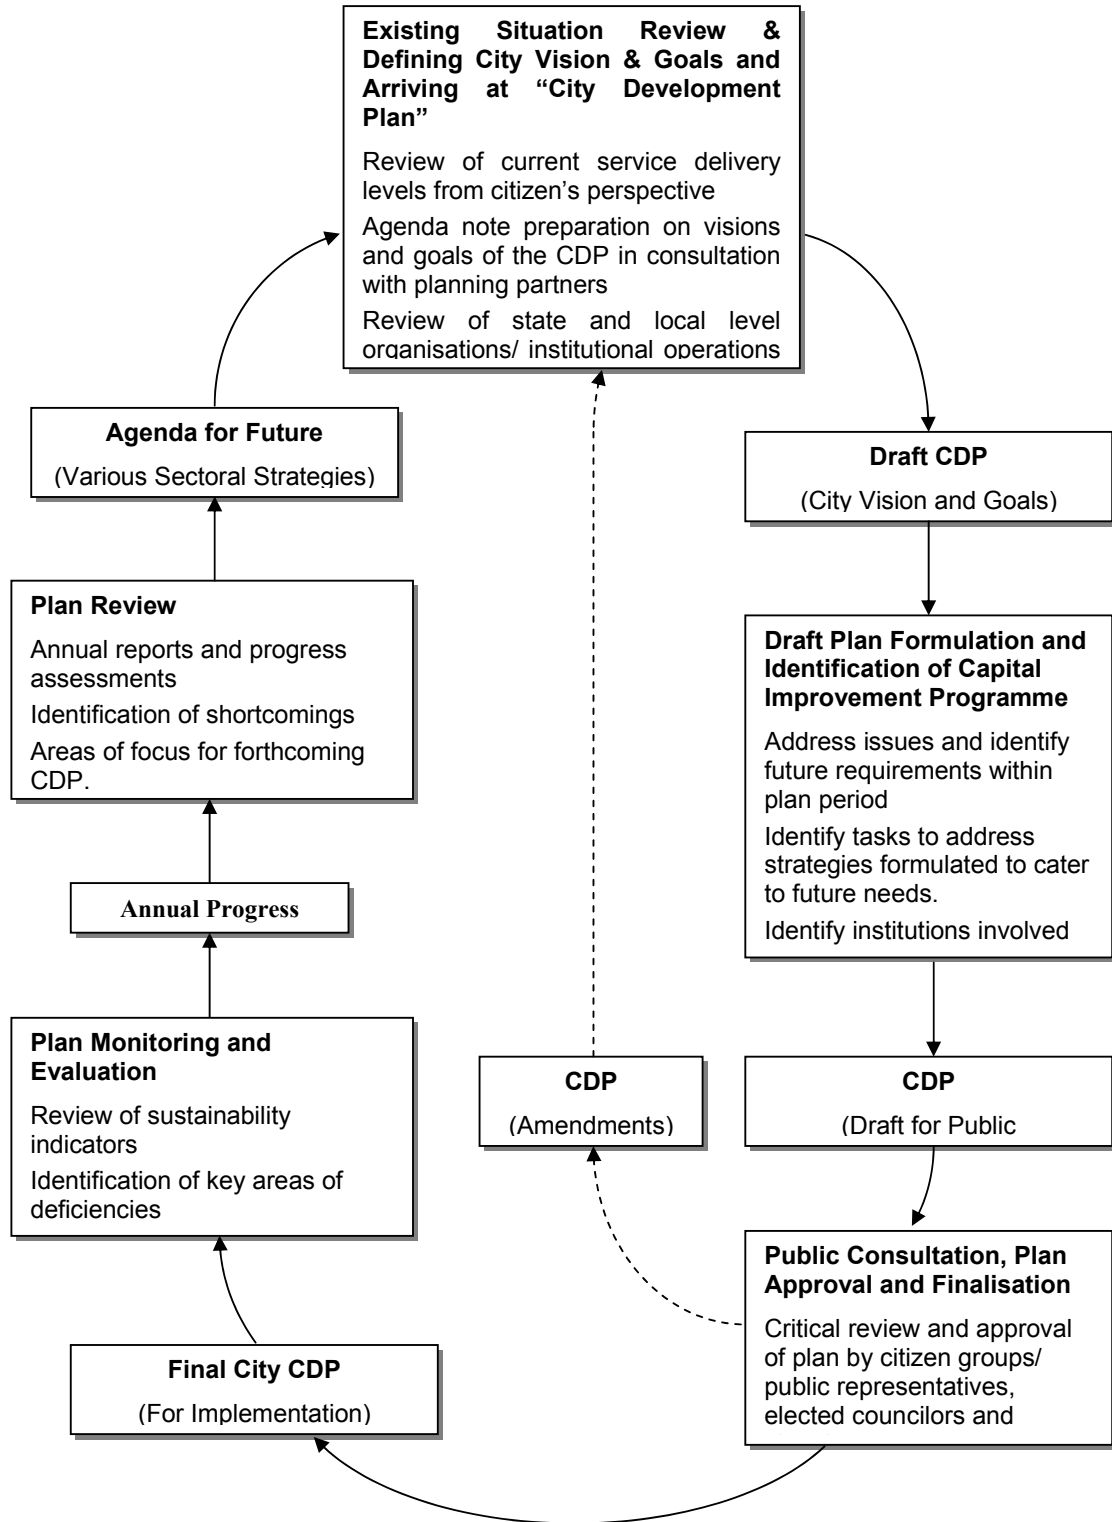 Existing Situation Review &
Defining City Vision & Goals and
Arriving at “City Development
Plan”
Review of current service delivery
levels from citizen’s perspective
Agenda note preparation on visions
and goals of the CDP in consultation
with planning partners
Review of state and local level
organisations/ institutional operations
Draft CDP
(City Vision and Goals)
Draft Plan Formulation and
Identification of Capital
Improvement Programme
Address issues and identify
future requirements within
plan period
Identify tasks to address
strategies formulated to cater
to future needs.
Identify institutions involved
CDP
(Draft for Public
Public Consultation, Plan
Approval and Finalisation
Critical review and approval
of plan by citizen groups/
public representatives,
elected councilors and
CDP
(Amendments)
Final City CDP
(For Implementation)
Plan Monitoring and
Evaluation
Review of sustainability
indicators
Identification of key areas of
deficiencies
Annual Progress
Plan Review
Annual reports and progress
assessments
Identification of shortcomings
Areas of focus for forthcoming
CDP.
Agenda for Future
(Various Sectoral Strategies)